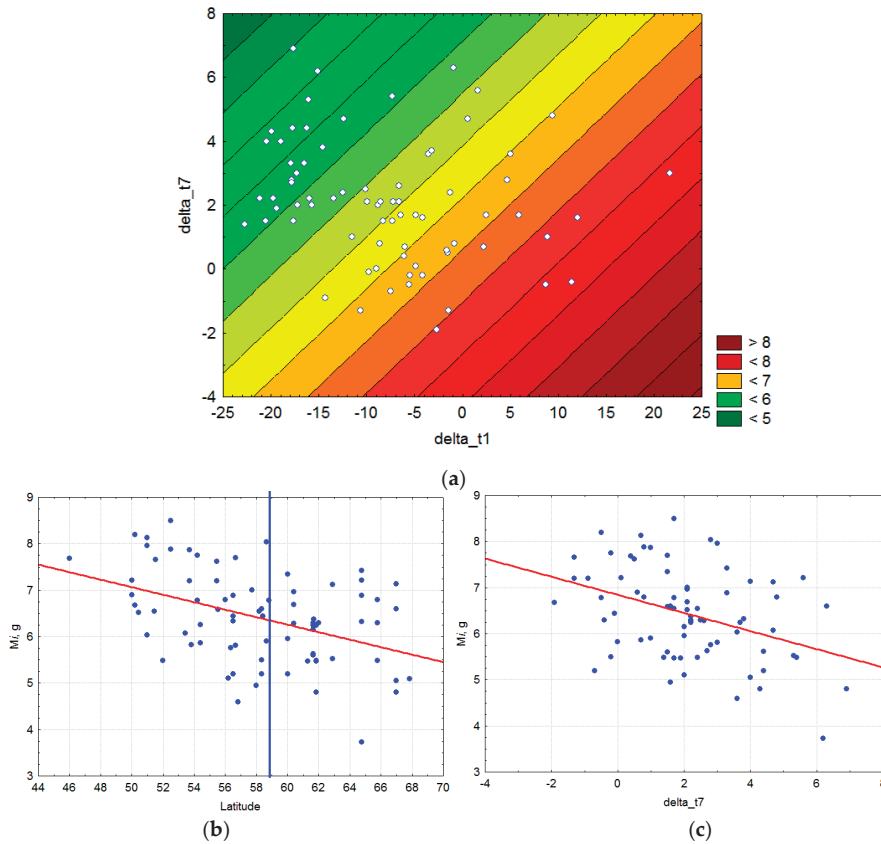 8
6
4
2
0
-2
-4
delta_t7
-25 -20 -15 -10 -5 0 5 10 15 20 25
delta_t1
> 8
< 8
< 7
< 6
< 5
(a)
9
8
7
6
5
4
3
Mi, g
44 46 48 50 52 54 56 58 60 62 64 66 68 70
Latitude
(b)
9
8
7
6
5
4
3
Mi, g
-4 -2 0 2 4 6 8
delta_t7
(c)